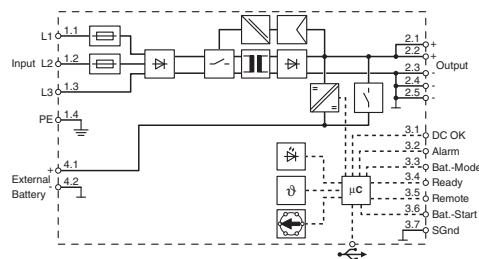 L1 1.1
Input L2 1.2
L3 1.3
PE 1.4
+ 4.1
External
Battery - 4.2
2.1 +
2.2 +
Output
2.3 -
2.4 -
2.5 -
3.1 DC OK
3.2 Alarm
3.3 Bat.-Mode
3.4 Ready
3.5 Remote
3.6 Bat.-Start
3.7 SGnd
ϑ
µC